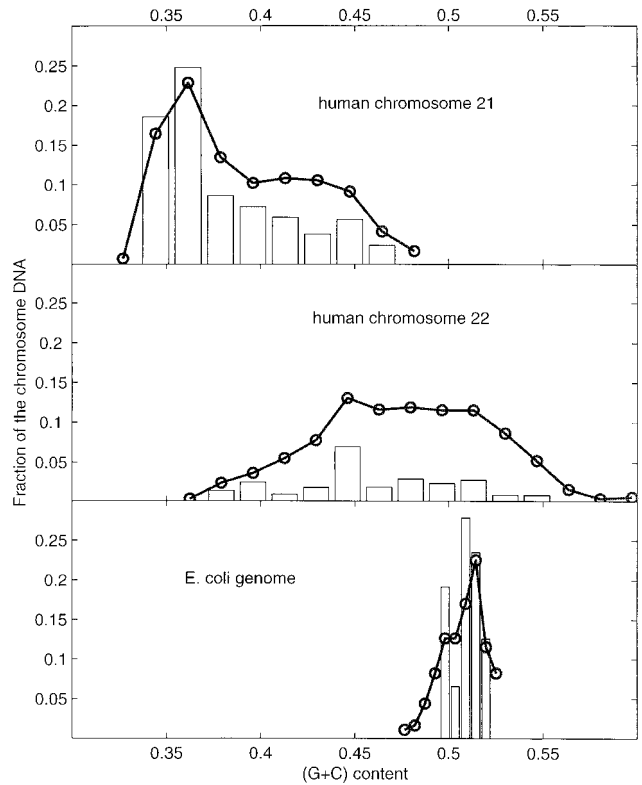 0.35 0.4 0.45 0.5 0.55
0.25
0.2
0.15
0.1
0.05
human chromosome 21
0.25
0.2
0.15
0.1
0.05
human chromosome 22
0.25
0.2
0.15
0.1
0.05
E. coli genome
0.35 0.4 0.45 0.5 0.55
(G+C) content
Fraction of the chromosome DNA